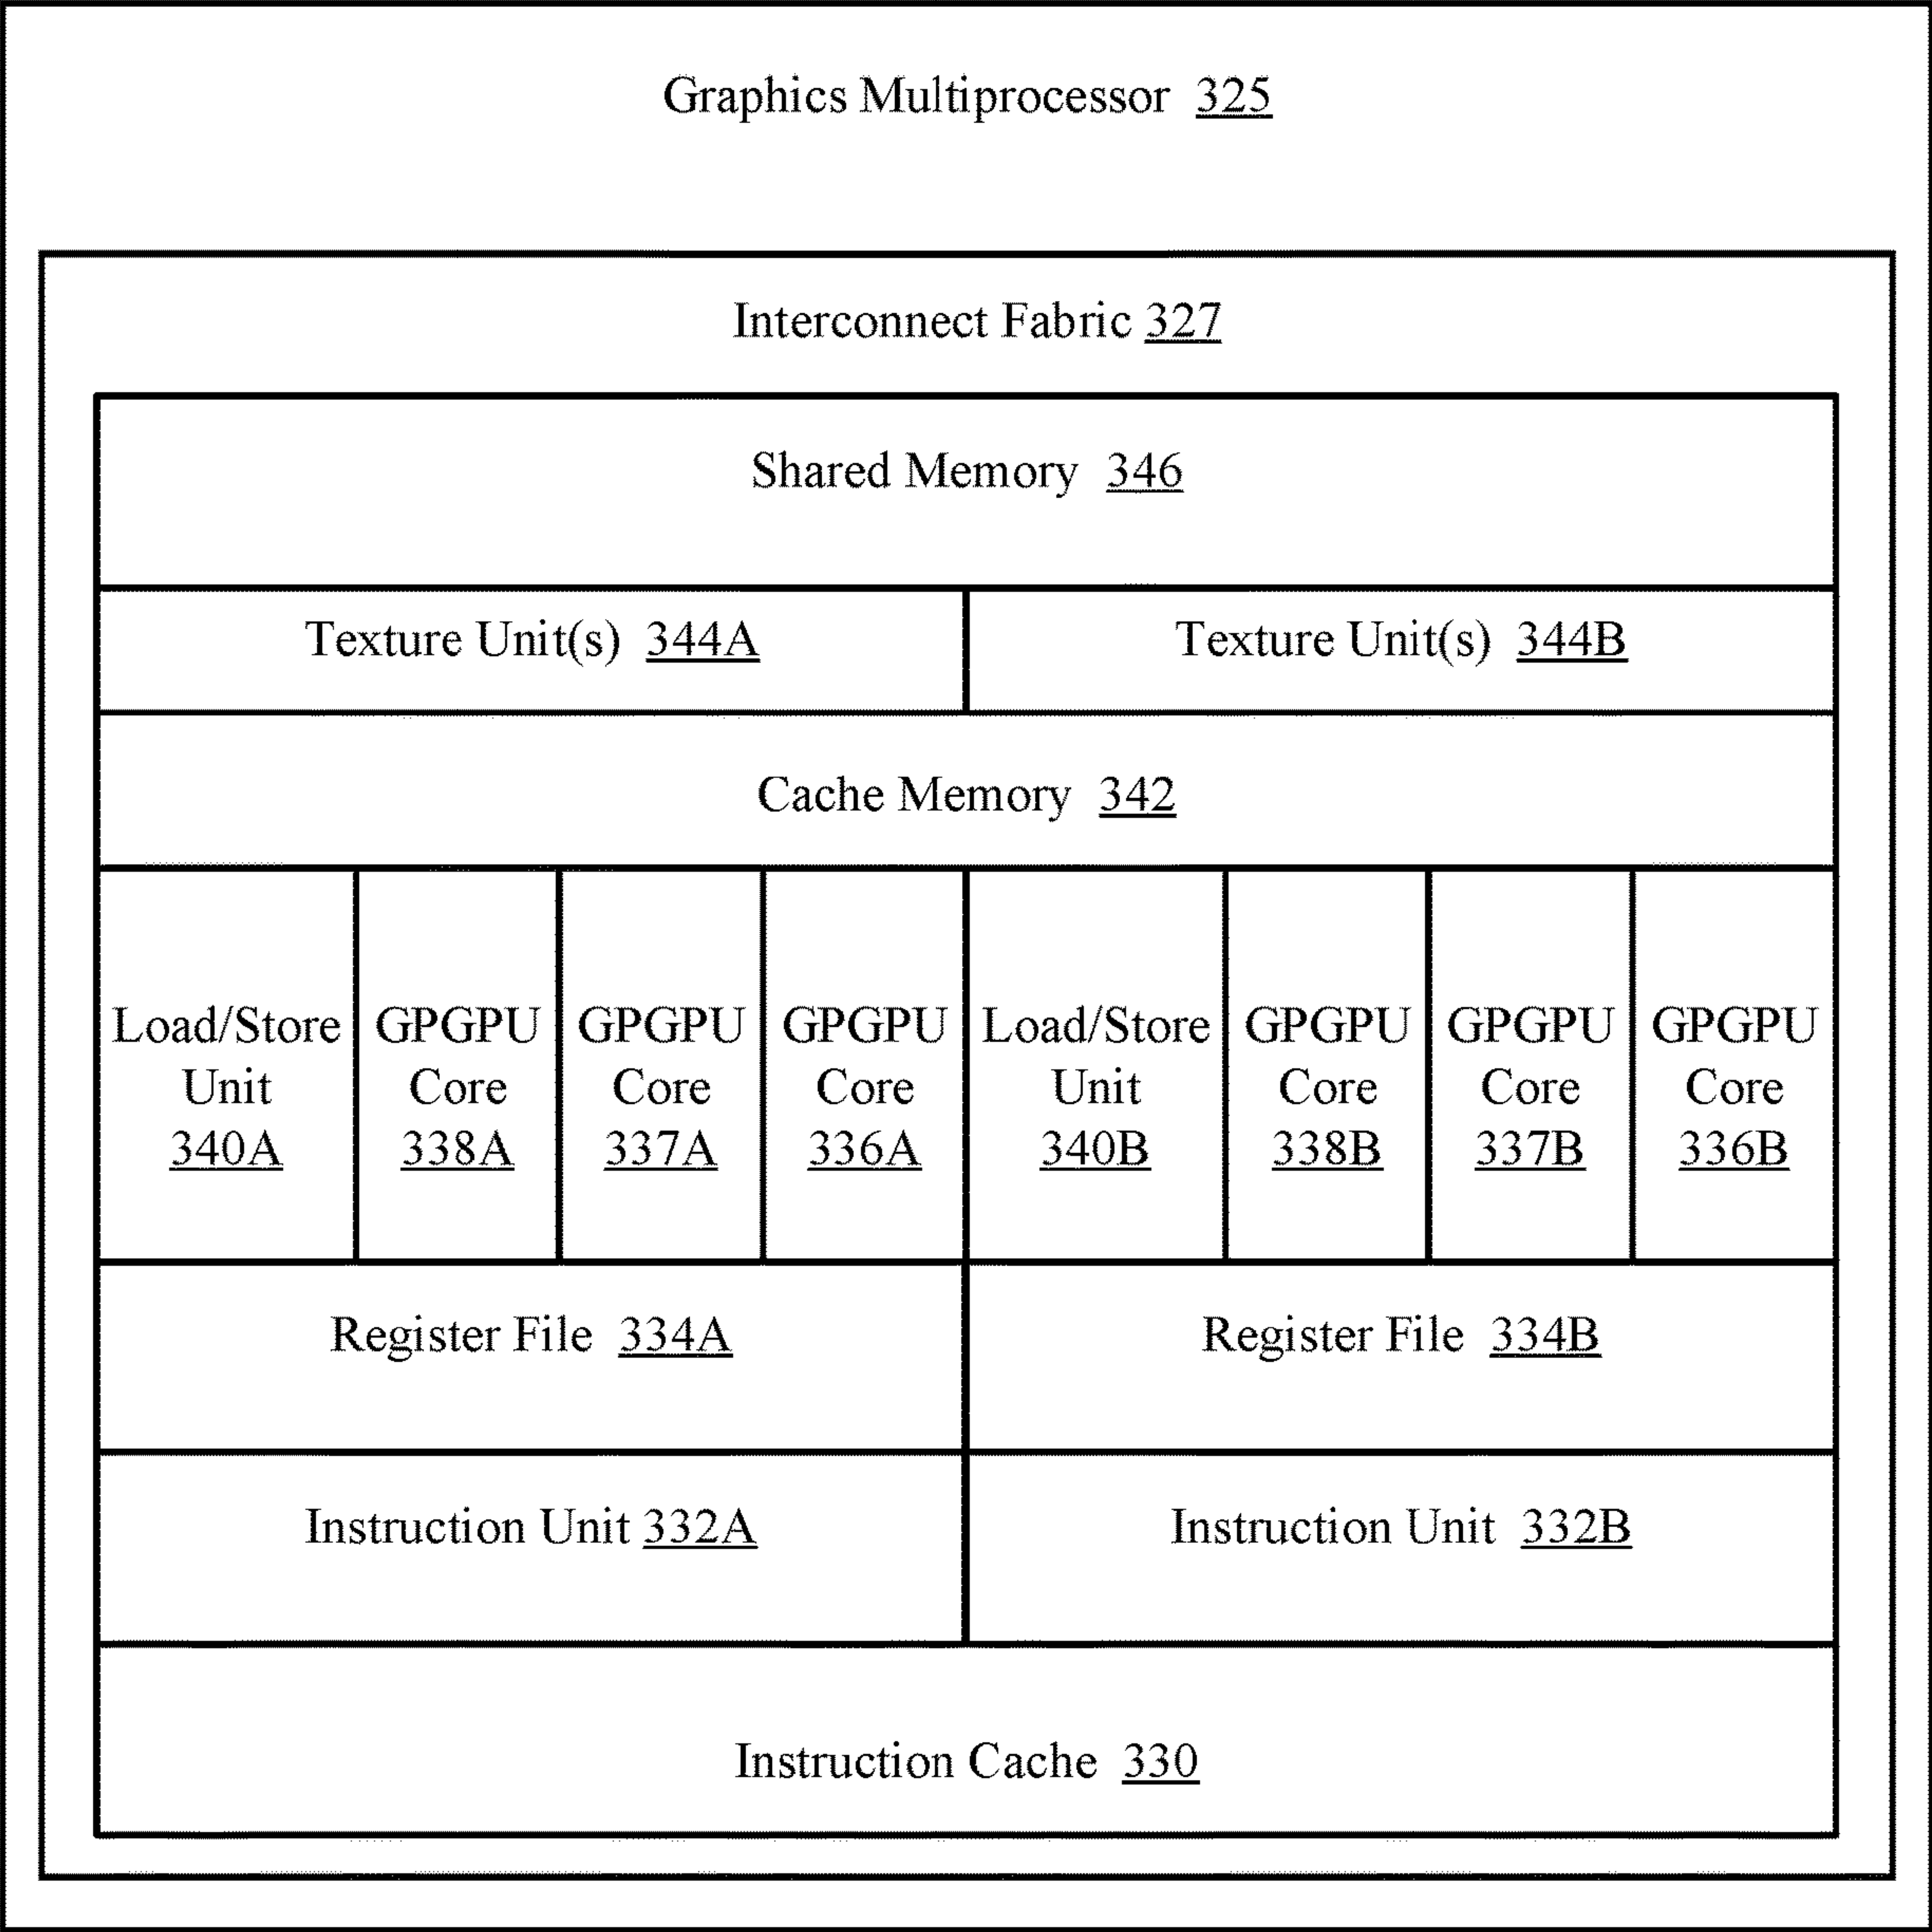 Graphics Multiprocessor 325
Interconnect Fabric 327
Shared Memory 346
Texture Unit(s) 344A
Texture Unit(s) 344B
Cache Memory 342
Load/Store
Unit
340A
GPGPU
Core
338A
GPGPU
Core
337A
GPGPU
Core
336A
Load/Store
Unit
340B
GPGPU
Core
338B
GPGPU
Core
337B
GPGPU
Core
336B
Register File 334A
Register File 334B
Instruction Unit 332A
Instruction Unit 332B
Instruction Cache 330